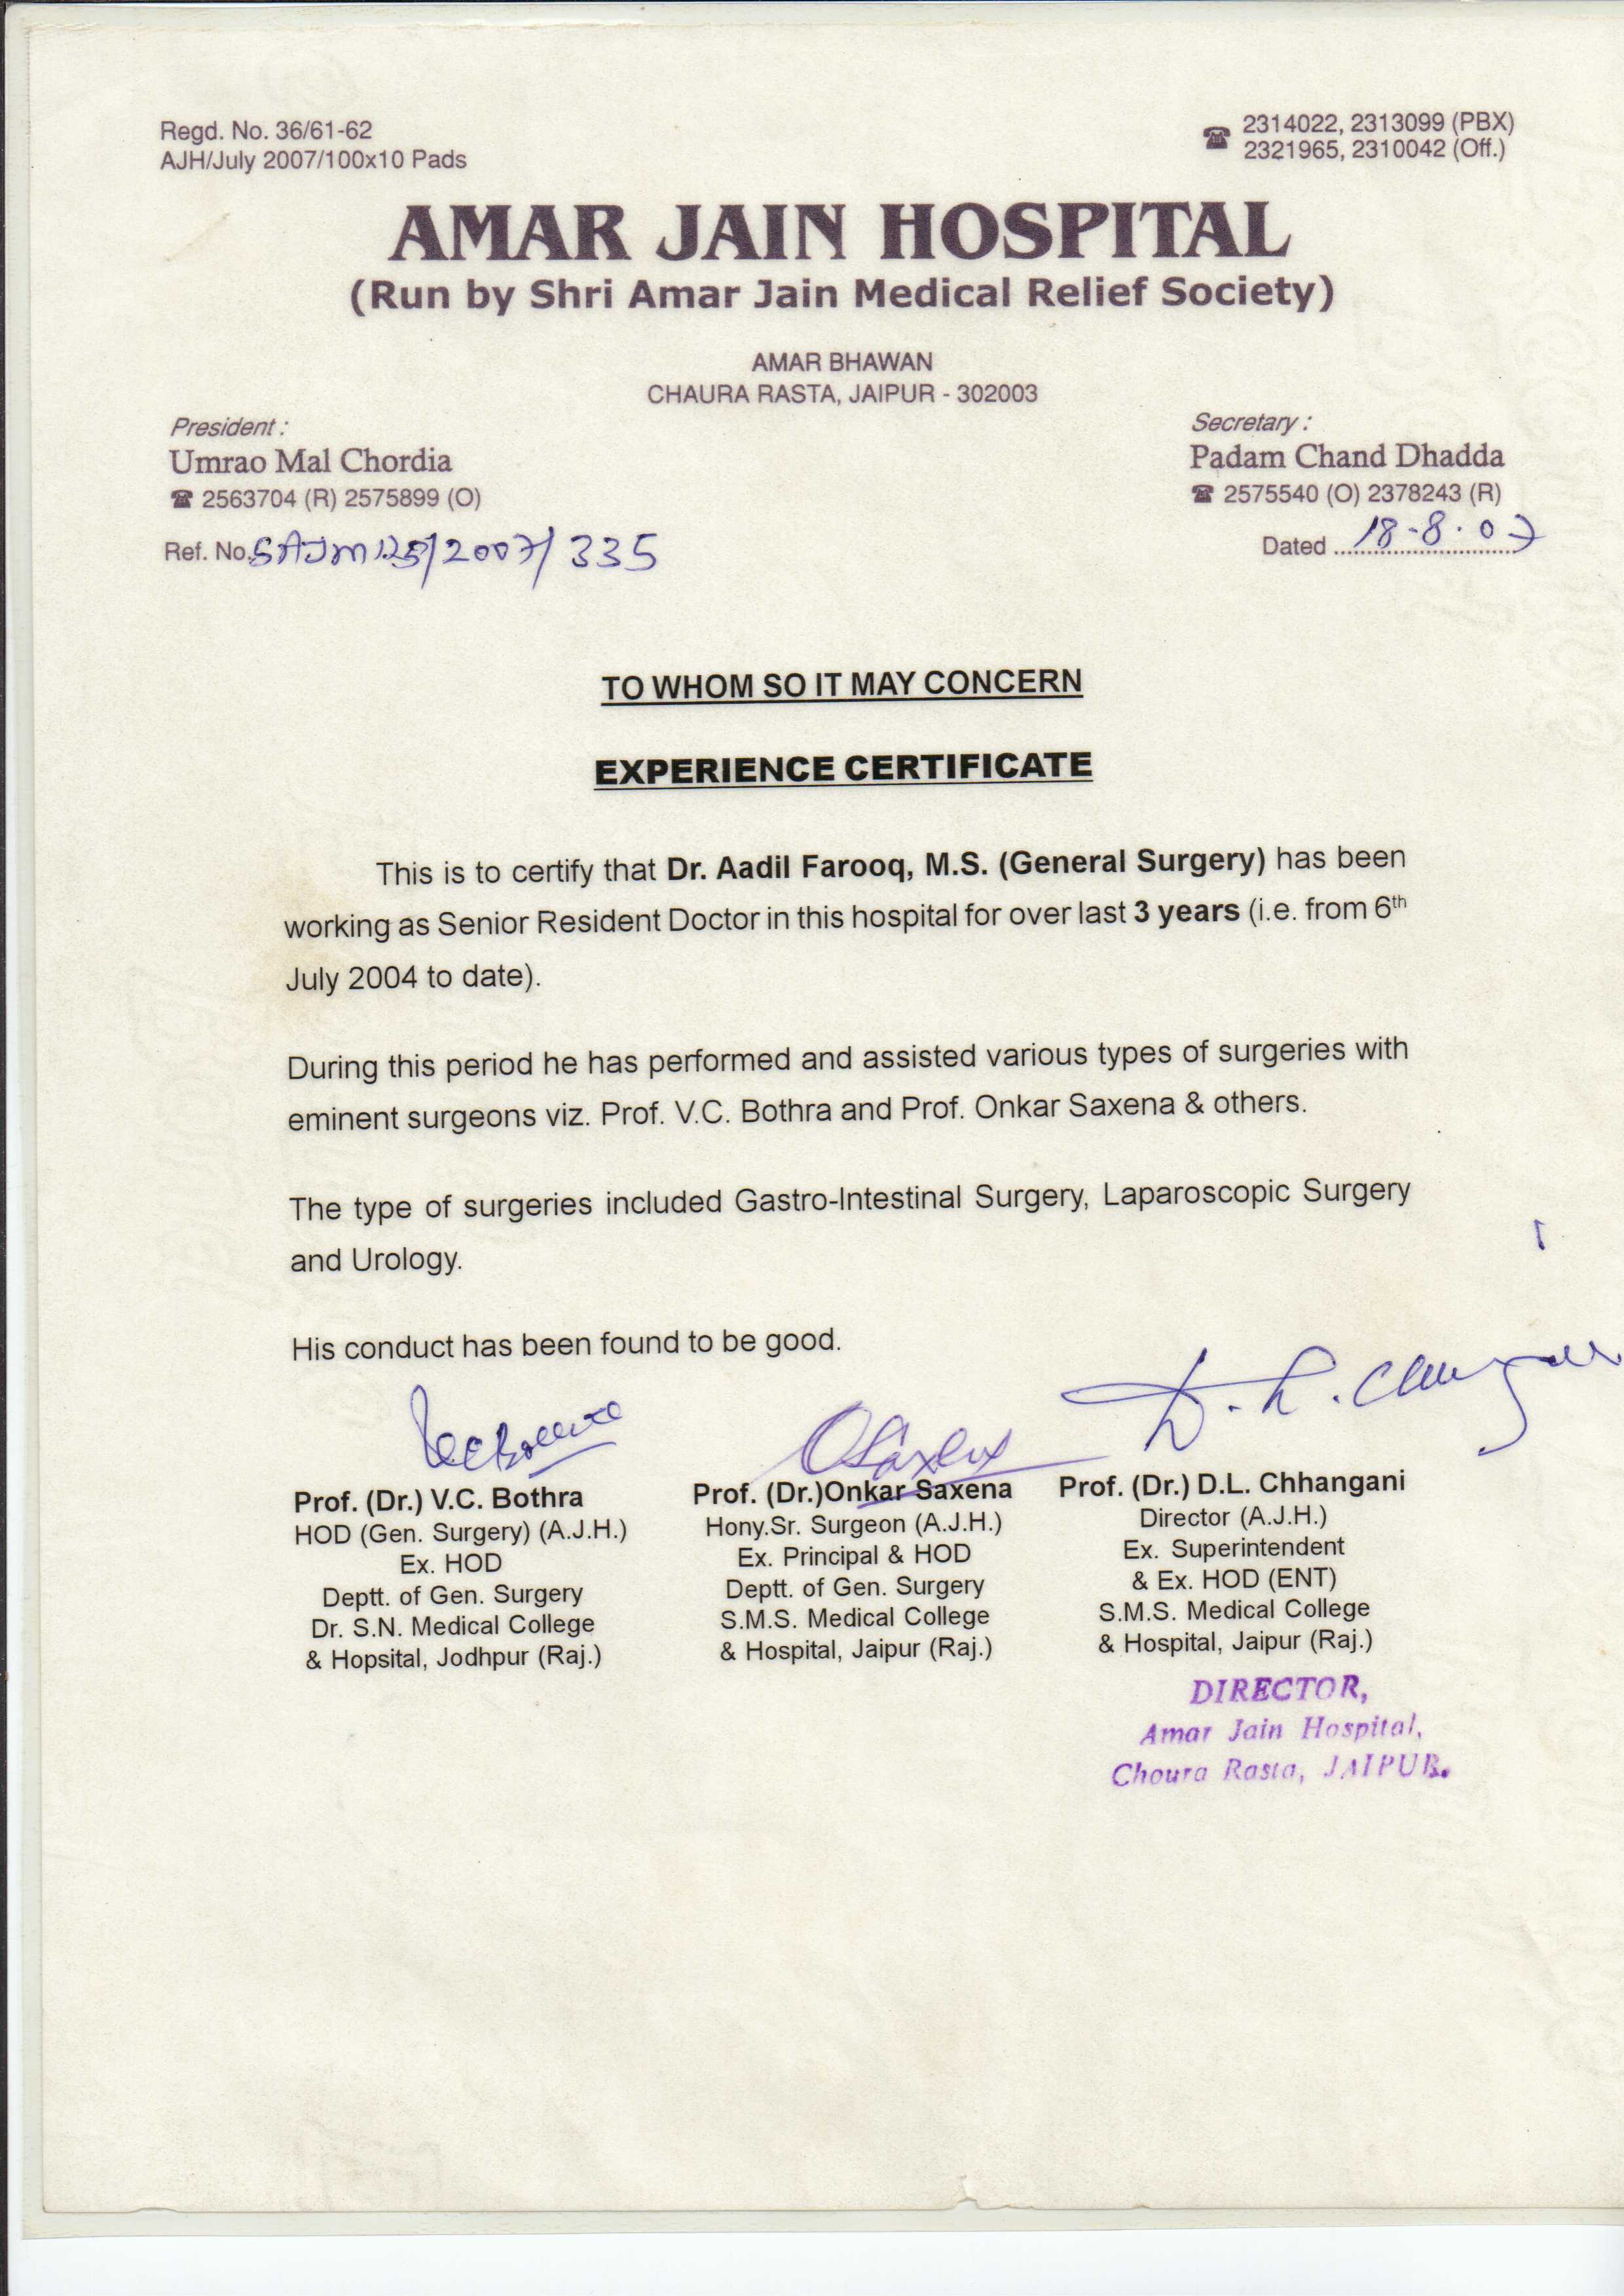 Regd. No. 36/61-62
AJH/July 2007/100x10 Pads
☎ 2314022, 2313099 (PBX)
2321965, 2310042 (Off.)
AMAR JAIN HOSPITAL
(Run by Shri Amar Jain Medical Relief Society)
AMAR BHAWAN
CHAURA RASTA, JAIPUR - 302003
President :
Umrao Mal Chordia
☎ 2563704 (R) 2575899 (O)
Secretary :
Padam Chand Dhadda
☎ 2575540 (O) 2378243 (R)
Ref. No. /2007/335
Dated 18-8.07
TO WHOM SO IT MAY CONCERN
EXPERIENCE CERTIFICATE
This is to certify that Dr. Aadil Farooq, M.S. (General Surgery) has been
working as Senior Resident Doctor in this hospital for over last 3 years (i.e. from 6th
July 2004 to date).
During this period he has performed and assisted various types of surgeries with
eminent surgeons viz. Prof. V.C. Bothra and Prof. Onkar Saxena & others.
The type of surgeries included Gastro-Intestinal Surgery, Laparoscopic Surgery
and Urology.
His conduct has been found to be good.
Prof. (Dr.) V.C. Bothra
HOD (Gen. Surgery) (A.J.H.)
Ex. HOD
Deptt. of Gen. Surgery
Dr. S.N. Medical College
& Hopsital, Jodhpur (Raj.)
OSaxena
Prof. (Dr.)Onkar Saxena
Hony.Sr. Surgeon (A.J.H.)
Ex. Principal & HOD
Deptt. of Gen. Surgery
S.M.S. Medical College
& Hospital, Jaipur (Raj.)
Prof. (Dr.) D.L. Chhangani
Director (A.J.H.)
Ex. Superintendent
& Ex. HOD (ENT)
S.M.S. Medical College
& Hospital, Jaipur (Raj.)
DIRECTOR,
Amar Jain Hospital,
Choura Rasta, JAIPUR.